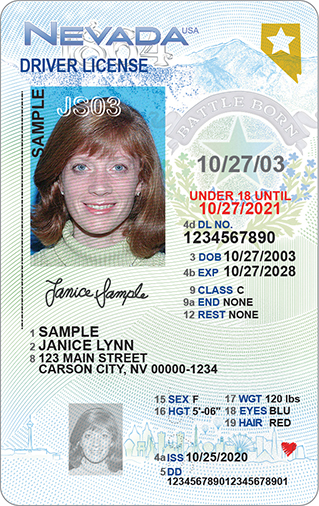 NEVADA USA
1864
DRIVER LICENSE
SAMPLE
JS03
BATTLE BORN
10/27/03
UNDER 18 UNTIL
10/27/2021
4d DL NO.
1234567890
3 DOB 10/27/2003
4b EXP 10/27/2028
9 CLASS C
9a END NONE
12 REST NONE
Janice Sample
1 SAMPLE
2 JANICE LYNN
8 123 MAIN STREET
CARSON CITY, NV 00000-1234
15 SEX F 17 WGT 120 lbs
16 HGT 5'-06" 18 EYES BLU
19 HAIR RED
4a ISS 10/25/2020
5 DD
123456789012345678901